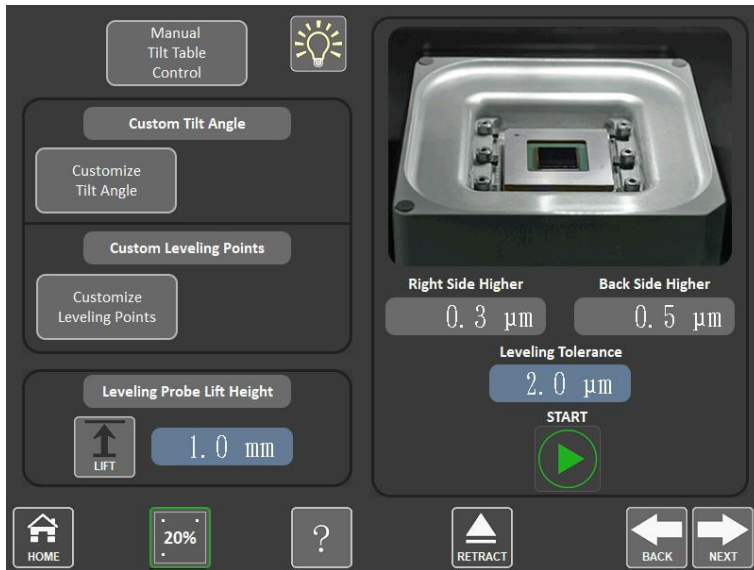 Manual
Tilt Table
Control
Custom Tilt Angle
Customize
Tilt Angle
Custom Leveling Points
Customize
Leveling Points
Leveling Probe Lift Height
LIFT
1.0 mm
Right Side Higher
Back Side Higher
0.3 μm
0.5 μm
Leveling Tolerance
2.0 μm
START
HOME
20%
?
RETRACT
BACK
NEXT